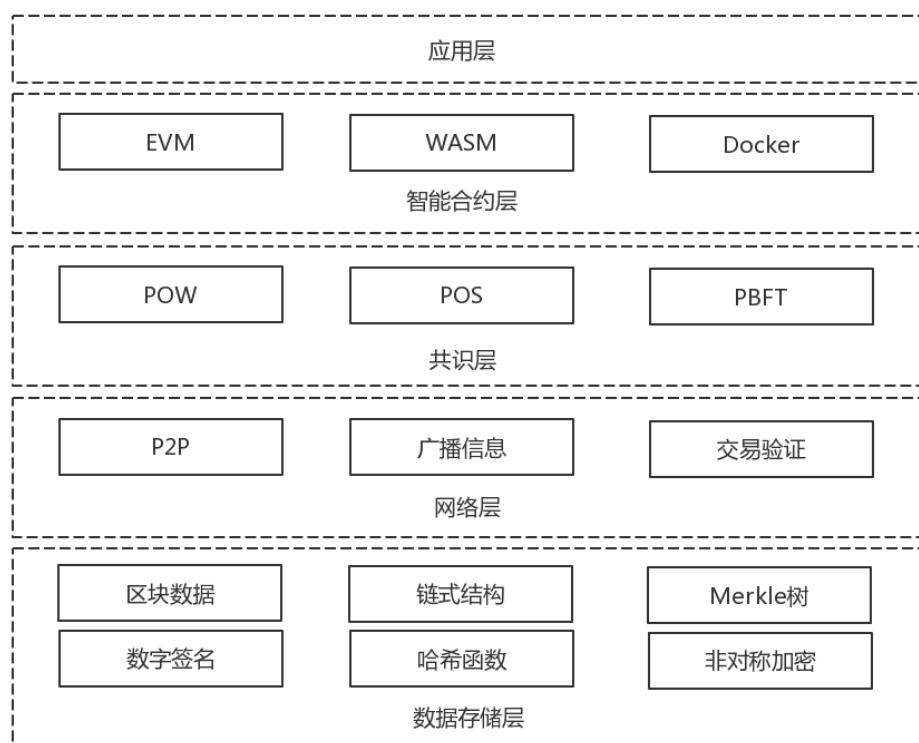 应用层
EVM WASM Docker
智能合约层
POW POS PBFT
共识层
P2P 广播信息 交易验证
网络层
区块数据 链式结构 Merkle树
数字签名 哈希函数 非对称加密
数据存储层